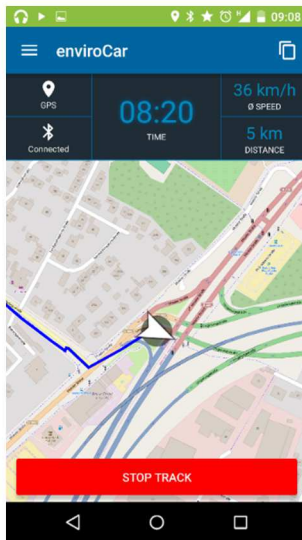 09:08
enviroCar
GPS
Connected
08:20
TIME
36 km/h
Ø SPEED
5 km
DISTANCE
STOP TRACK